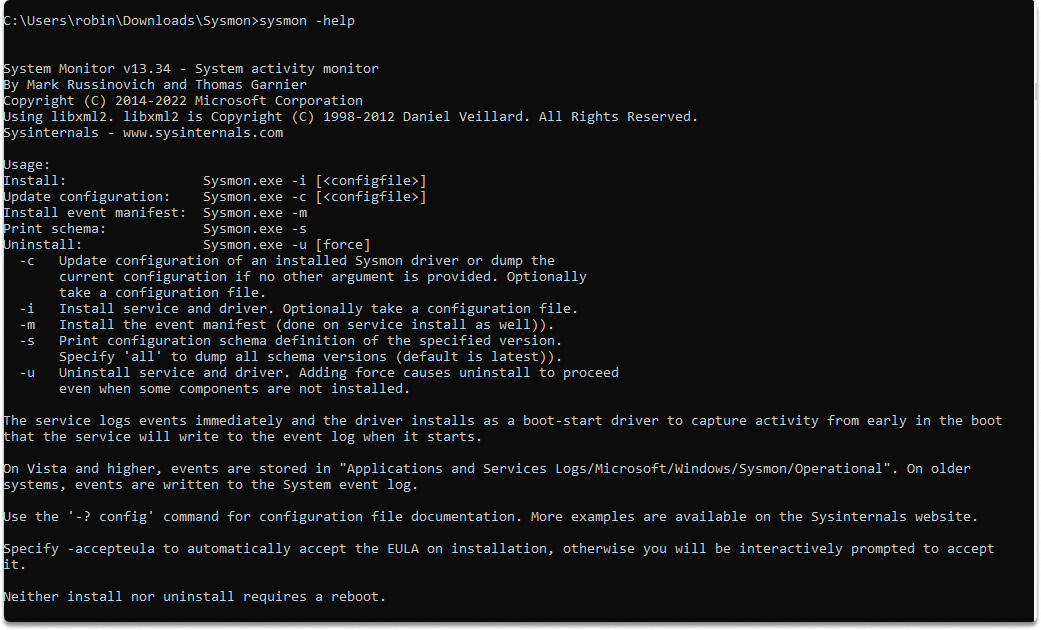 C:\Users\robin\Downloads\Sysmon>sysmon -help
System Monitor v13.34 - System activity monitor
By Mark Russinovich and Thomas Garnier
Copyright (C) 2014-2022 Microsoft Corporation
Using libxml2. libxml2 is Copyright (C) 1998-2012 Daniel Veillard. All Rights Reserved.
Sysinternals - www.sysinternals.com
Usage:
Install:                 Sysmon.exe -i [<configfile>]
Update configuration:    Sysmon.exe -c [<configfile>]
Install event manifest:  Sysmon.exe -m
Print schema:            Sysmon.exe -s
Uninstall:               Sysmon.exe -u [force]
  -c   Update configuration of an installed Sysmon driver or dump the
       current configuration if no other argument is provided. Optionally
       take a configuration file.
  -i   Install service and driver. Optionally take a configuration file.
  -m   Install the event manifest (done on service install as well)).
  -s   Print configuration schema definition of the specified version.
       Specify 'all' to dump all schema versions (default is latest)).
  -u   Uninstall service and driver. Adding force causes uninstall to proceed
       even when some components are not installed.
The service logs events immediately and the driver installs as a boot-start driver to capture activity from early in the boot
that the service will write to the event log when it starts.
On Vista and higher, events are stored in "Applications and Services Logs/Microsoft/Windows/Sysmon/Operational". On older
systems, events are written to the System event log.
Use the '-? config' command for configuration file documentation. More examples are available on the Sysinternals website.
Specify -accepteula to automatically accept the EULA on installation, otherwise you will be interactively prompted to accept
it.
Neither install nor uninstall requires a reboot.